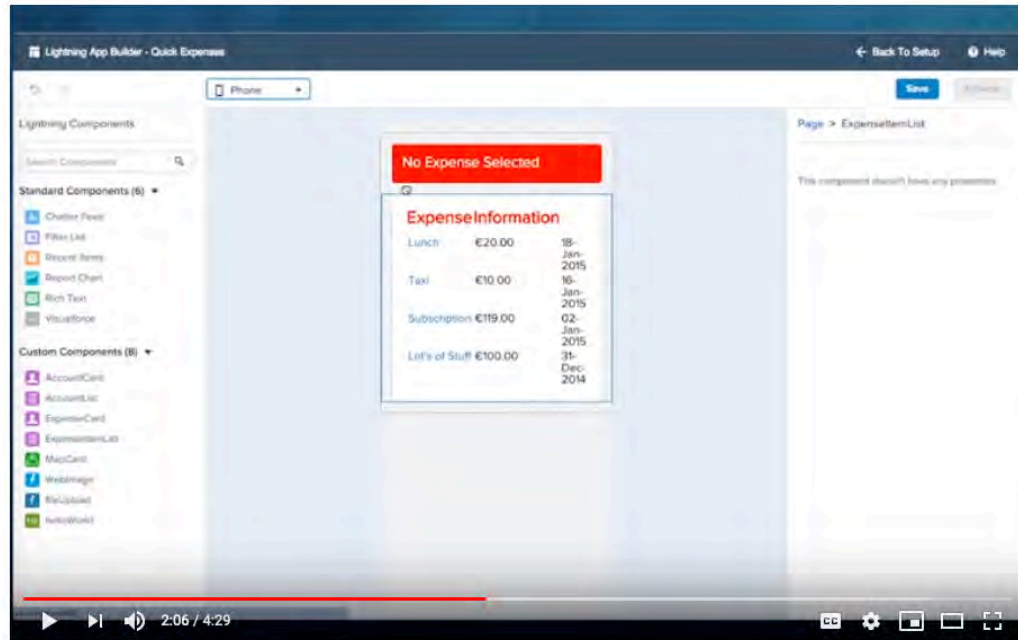 Lightning App Builder - Quick Expenses
Back To Setup
Help
Phone
Save
Lightning Components
Search Components
Standard Components (6)
Chatter Feed
Filter List
Recent Items
Report Chart
Rich Text
Visualforce
Custom Components (8)
AccountCard
AccountList
ExpenseCard
ExpenseItemList
MapCard
WebImage
fileUpload
helloWorld
No Expense Selected
ExpenseInformation
Lunch €20.00 18-
Jan-
2015
Taxi €10.00 16-
Jan-
2015
Subscription €119.00 02-
Jan-
2015
Lot's of Stuff €100.00 31-
Dec-
2014
Page > ExpenseItemList
This component doesn't have any properties.
2:06 / 4:29
CC